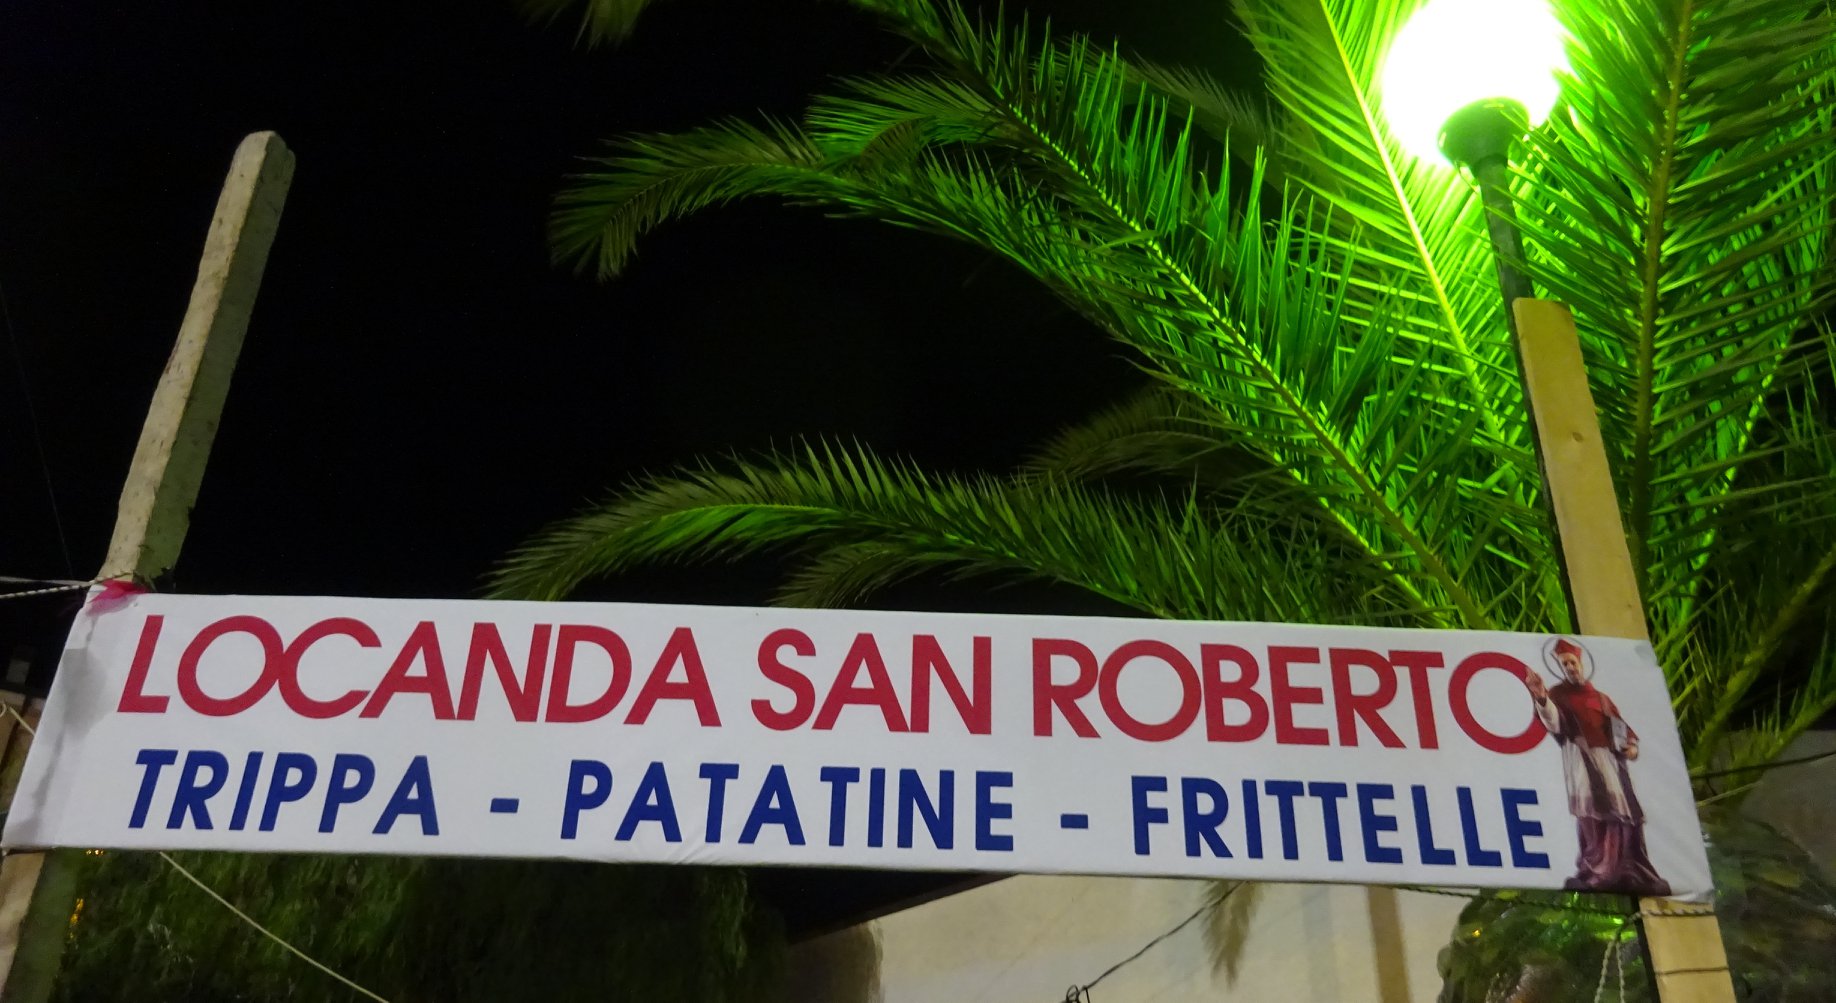 LOCANDA SAN ROBERTO
TRIPPA - PATATINE - FRITTELLE